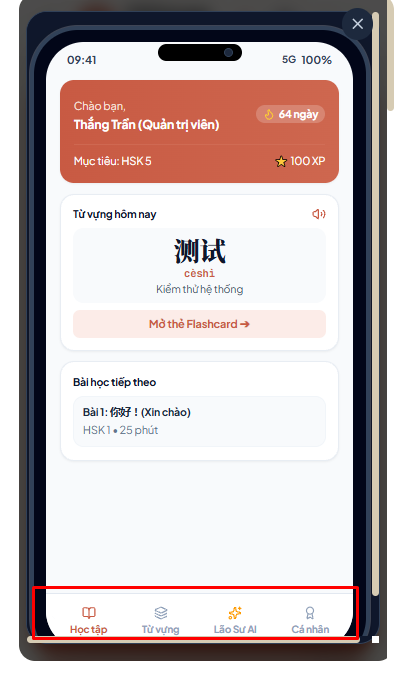 09:41 5G 100%
Chào bạn,
Thắng Trần (Quản trị viên)
64 ngày
Mục tiêu: HSK 5
100 XP
Từ vựng hôm nay
测试
cèshì
Kiểm thử hệ thống
Mở thẻ Flashcard ➔
Bài học tiếp theo
Bài 1: 你好！(Xin chào)
HSK 1 • 25 phút
Học tập Từ vựng Lão Sư AI Cá nhân